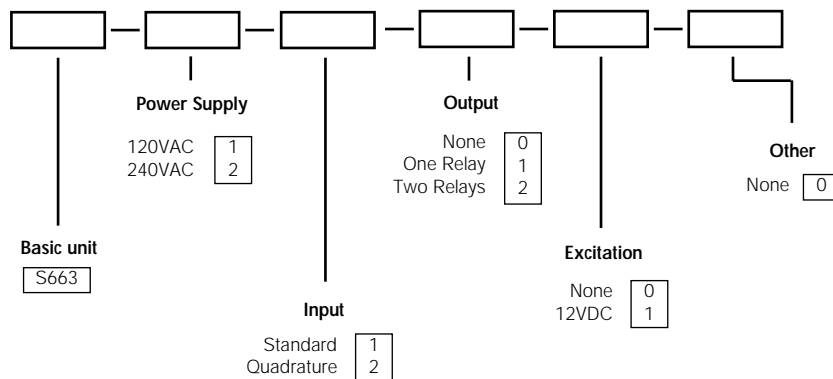 Power Supply
120VAC 1
240VAC 2
Output
None 0
One Relay 1
Two Relays 2
Other
None 0
Basic unit
S663
Excitation
None 0
12VDC 1
Input
Standard 1
Quadrature 2